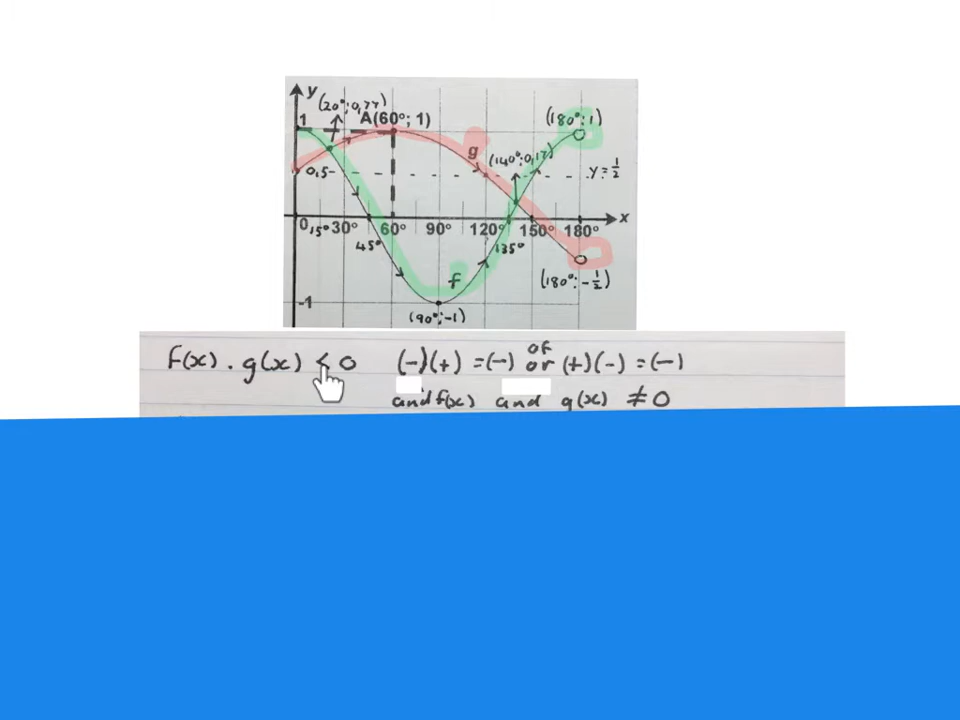 y
(20°;0,77)
1
A(60°; 1)
(180°;1)
g
(140°;0,17)
0,5
y=½
0
15°
30°
60°
90°
120°
150°
180°
x
45°
135°
f
(180°;-½)
-1
(90°;-1)
of
f(x) . g(x) < 0 (-)(+) =(-) or (+)(-) =(-)
and f(x) and g(x) ≠ 0